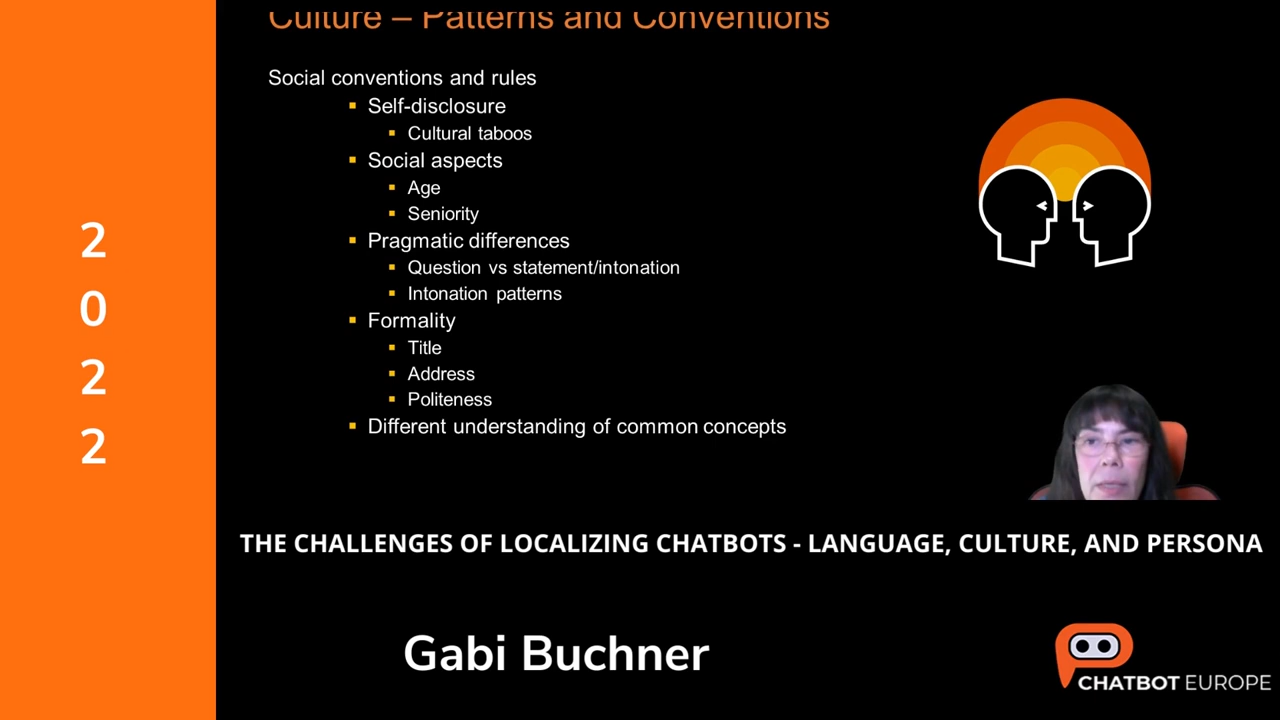 Culture – Patterns and Conventions
Social conventions and rules
Self-disclosure
Cultural taboos
Social aspects
Age
Seniority
Pragmatic differences
Question vs statement/intonation
Intonation patterns
Formality
Title
Address
Politeness
Different understanding of common concepts
2
0
2
2
THE CHALLENGES OF LOCALIZING CHATBOTS - LANGUAGE, CULTURE, AND PERSONA
Gabi Buchner
CHATBOT EUROPE